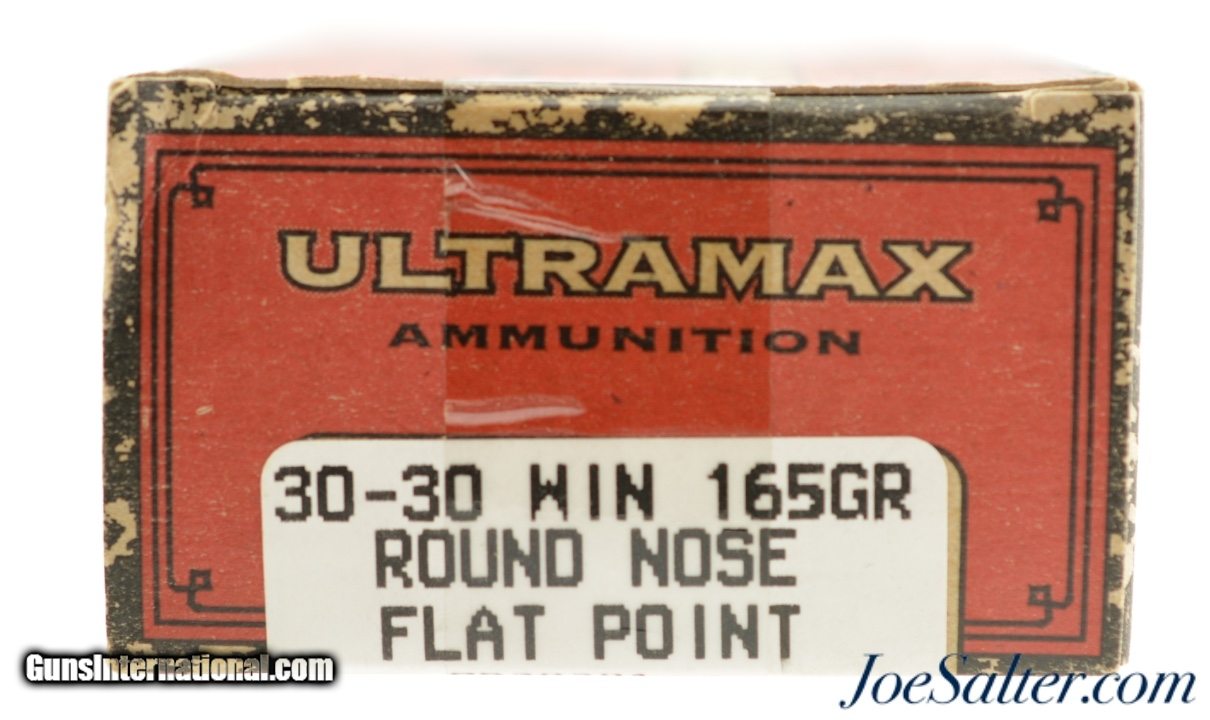 ULTRAMAX
AMMUNITION
30-30 WIN 165GR
ROUND NOSE
FLAT POINT
GunsInternational.com
JoeSalter.com